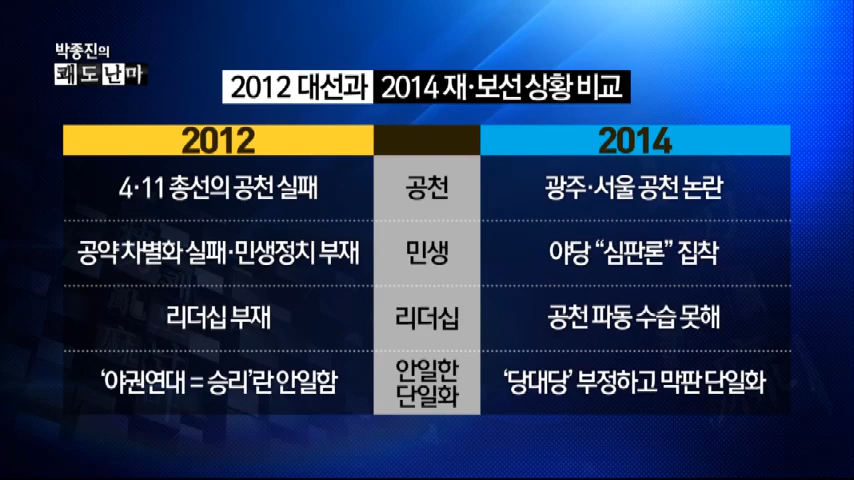 박종진의
쾌도난마
2012 대선과 2014 재·보선 상황 비교
2012 2014
4·11 총선의 공천 실패 공천 광주·서울 공천 논란
공약 차별화 실패·민생정치 부재 민생 야당 “심판론” 집착
리더십 부재 리더십 공천 파동 수습 못해
‘야권연대 = 승리’란 안일함 안일한 단일화 ‘당대당’ 부정하고 막판 단일화